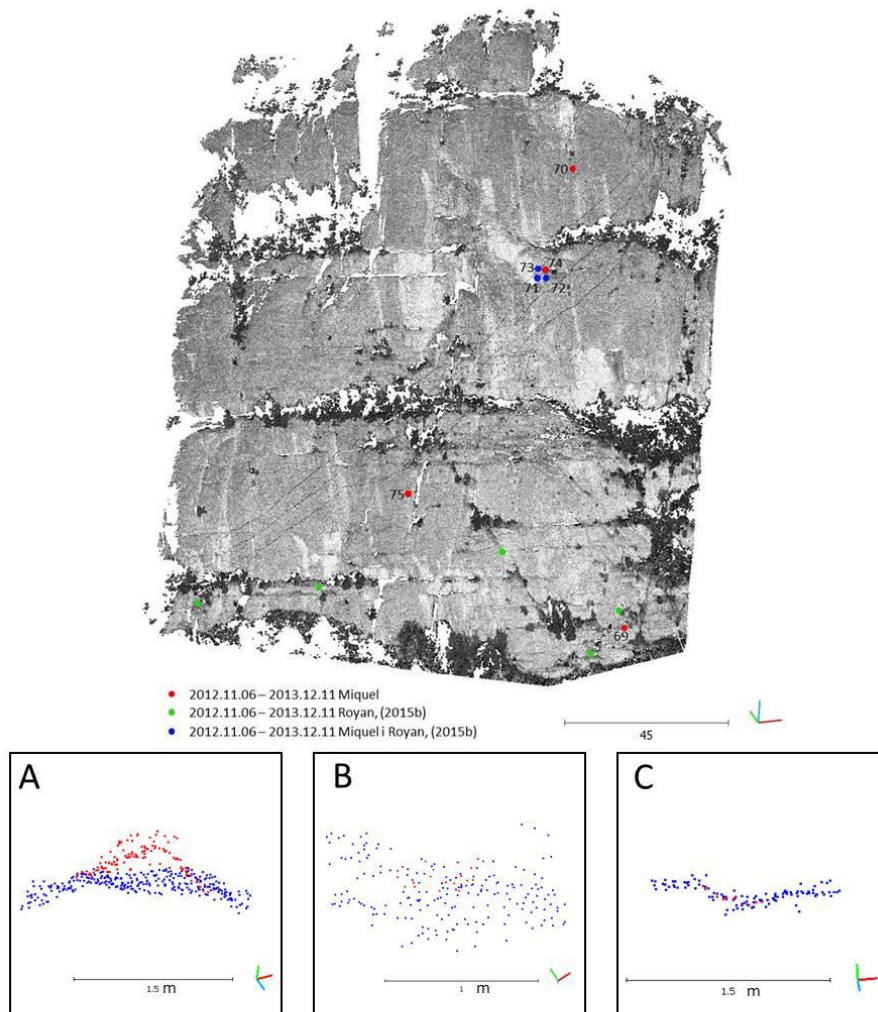 70
73 74
71 72
75
69
2012.11.06 – 2013.12.11 Miquel
2012.11.06 – 2013.12.11 Royan, (2015b)
2012.11.06 – 2013.12.11 Miquel i Royan, (2015b)
45
A
B
C
1.5 m
1 m
1.5 m